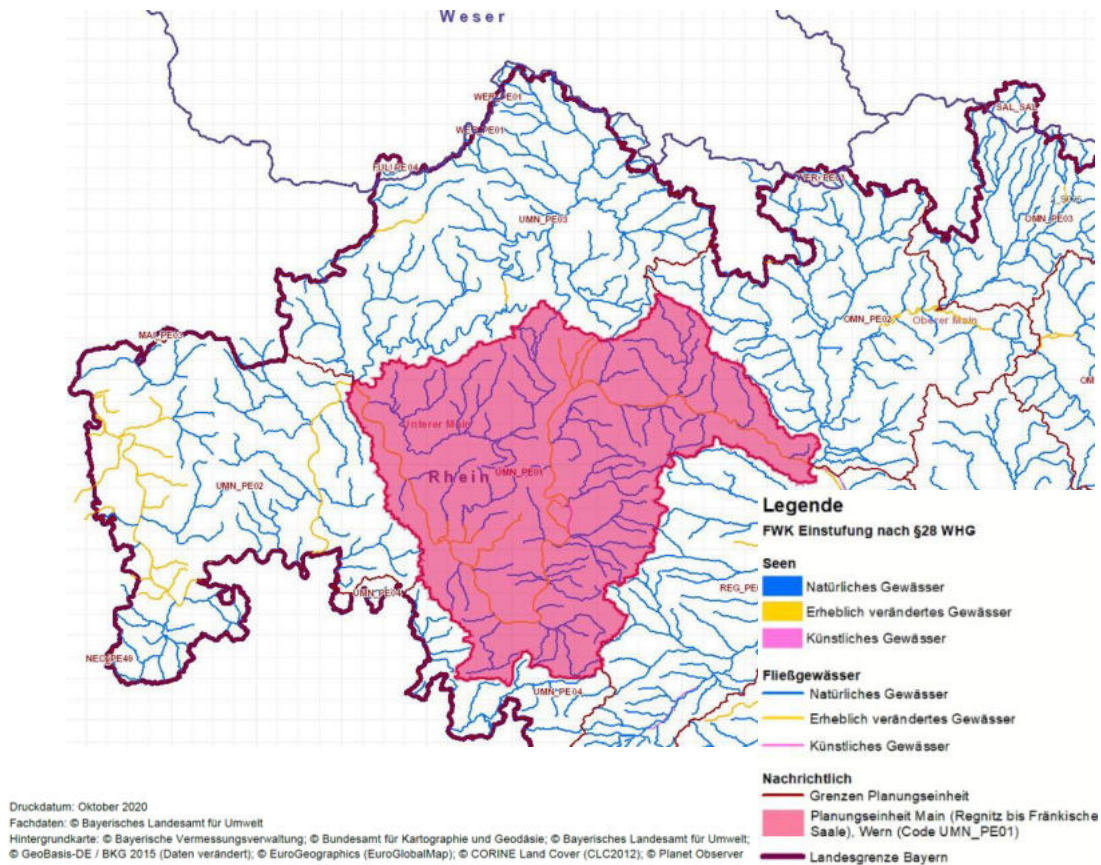 Weser
WER_PE01
SAL_SAL
WER_PE01
FUL_PE04
UMN_PE03
OMN_PE03
MAI_PE03
OMN_PE02
Oberer Main
OM
Unterer Main
Rhein
UMN_PE01
UMN_PE02
UMN_PE04
REG_PE
NEC_PE49
UMN_PE04
Legende
FWK Einstufung nach §28 WHG
Seen
Natürliches Gewässer
Erheblich verändertes Gewässer
Künstliches Gewässer
Fließgewässer
Natürliches Gewässer
Erheblich verändertes Gewässer
Künstliches Gewässer
Nachrichtlich
Grenzen Planungseinheit
Planungseinheit Main (Regnitz bis Fränkische
Saale), Wern (Code UMN_PE01)
Landesgrenze Bayern
Druckdatum: Oktober 2020
Fachdaten: © Bayerisches Landesamt für Umwelt
Hintergrundkarte: © Bayerische Vermessungsverwaltung; © Bundesamt für Kartographie und Geodäsie; © Bayerisches Landesamt für Umwelt;
© GeoBasis-DE / BKG 2015 (Daten verändert); © EuroGeographics (EuroGlobalMap); © CORINE Land Cover (CLC2012); © Planet Observer